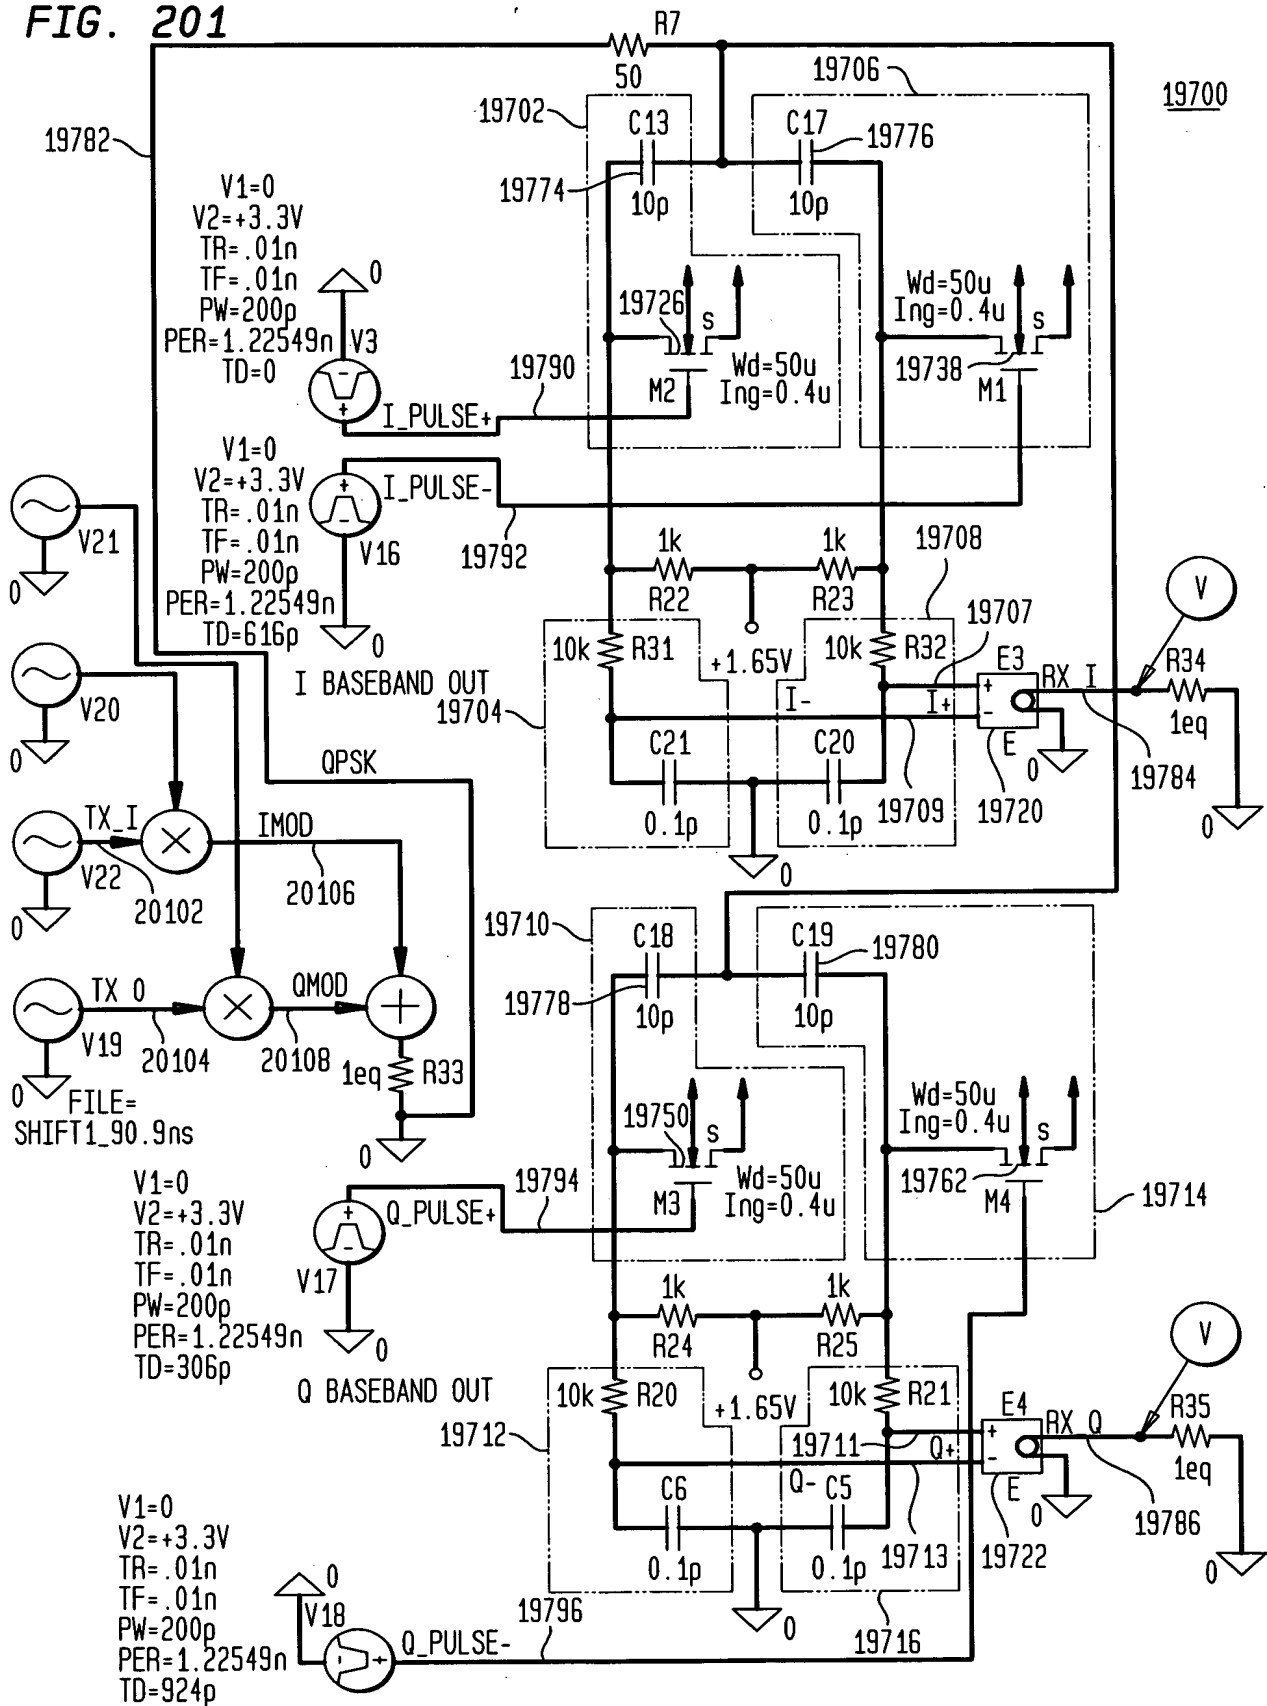 FIG. 201
R7
50
19700
19706
19702
C13
C17
19776
19782
19774
10p
10p
V1=0
V2=+3.3V
TR=.01n
TF=.01n
PW=200p
PER=1.22549n
TD=0
0
V3
19726
S
M2
Wd=50u
Ing=0.4u
Wd=50u
Ing=0.4u
S
19738
M1
19790
I_PULSE+
V1=0
V2=+3.3V
TR=.01n
TF=.01n
PW=200p
PER=1.22549n
TD=616p
I_PULSE-
V16
0
19792
V21
0
1k
R22
1k
R23
19708
+1.65V
10k
R31
10k
R32
19707
E3
RX_I
V
R34
1eq
0
I BASEBAND OUT
19704
I-
I+
V20
0
QPSK
C21
0.1p
C20
0.1p
19709
E
0
19720
19784
0
TX_I
V22
0
20102
IMOD
20106
19710
C18
C19
19780
19778
10p
10p
TX 0
V19
0
20104
QMOD
20108
1eq
R33
0
FILE=
SHIFT1_90.9ns
19750
S
M3
Wd=50u
Ing=0.4u
Wd=50u
Ing=0.4u
S
19762
M4
19714
V1=0
V2=+3.3V
TR=.01n
TF=.01n
PW=200p
PER=1.22549n
TD=306p
Q_PULSE+
19794
V17
0
1k
R24
1k
R25
+1.65V
Q BASEBAND OUT
19712
10k
R20
10k
R21
19711
Q+
Q-
E4
RX_Q
V
R35
1eq
0
C6
0.1p
C5
0.1p
19713
E
0
19722
19786
0
19716
V1=0
V2=+3.3V
TR=.01n
TF=.01n
PW=200p
PER=1.22549n
TD=924p
0
V18
Q_PULSE-
19796